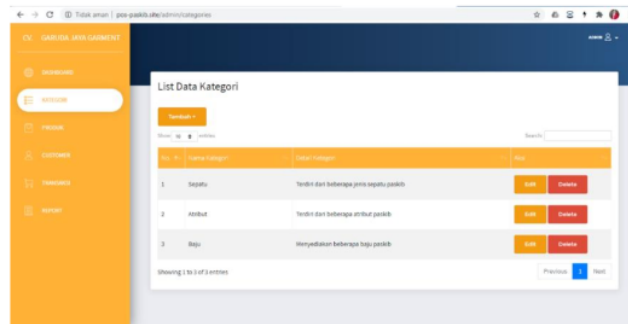 Tidak aman | pos-paskib.site/admin/categories
CV. GARUDA JAYA GARMENT
ADMIN
DASHBOARD
KATEGORI
PRODUK
CUSTOMER
REPORT
List Data Kategori
Tambah +
Show 10 entries
Search:
No Nama Kategori Detail Kategori Aksi
1 Sepatu Terdiri dari beberapa jenis sepatu paskib Edit Delete
2 Atribut Terdiri dari beberapa atribut paskib Edit Delete
3 Baju Menyediakan beberapa baju paskib Edit Delete
Showing 1 to 3 of 3 entries
Previous 1 Next